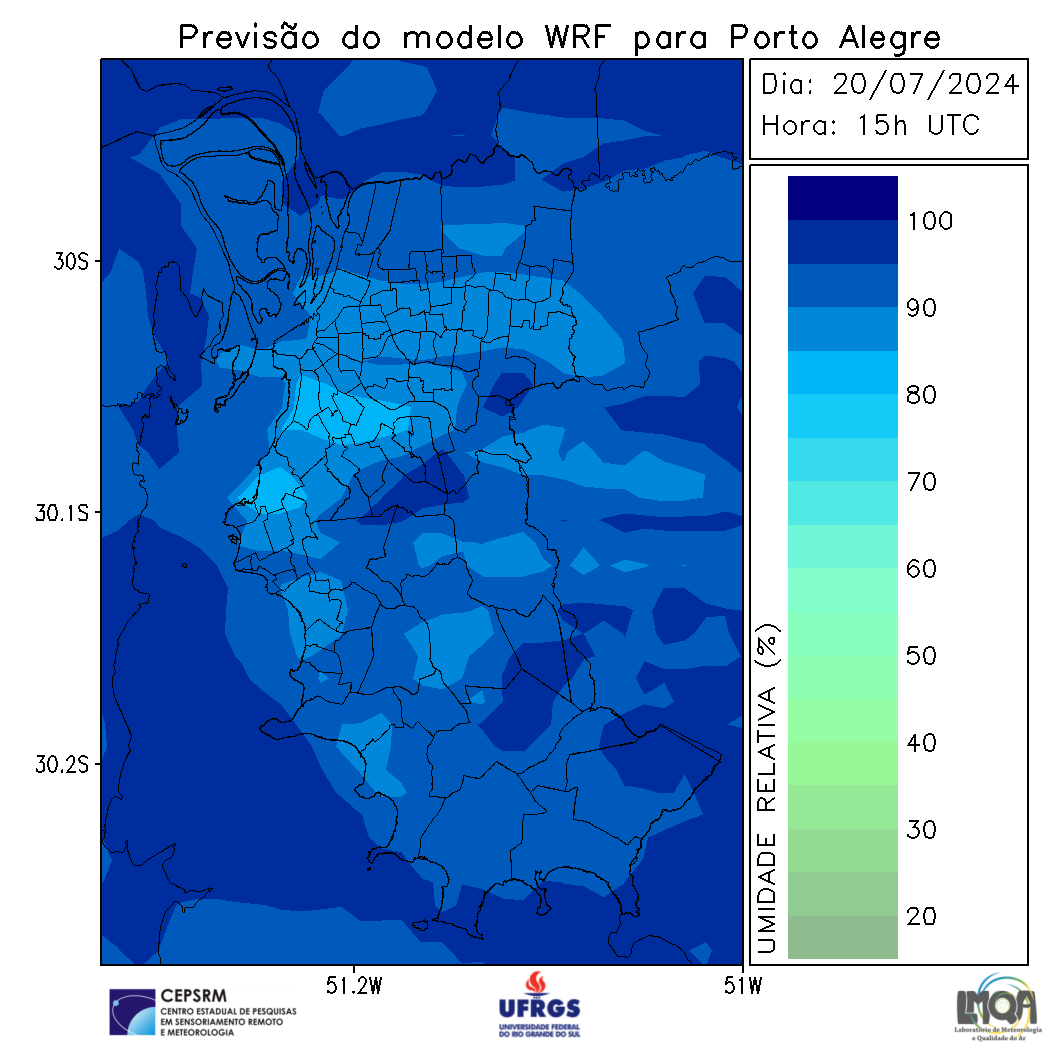 Previsão do modelo WRF para Porto Alegre
Dia: 20/07/2024
Hora: 15h UTC
100
90
80
70
60
50
40
30
20
UMIDADE RELATIVA (%)
30S
30.1S
30.2S
51.2W
51W
CEPSRM
CENTRO ESTADUAL DE PESQUISAS
EM SENSORIAMENTO REMOTO
E METEOROLOGIA
UFRGS
UNIVERSIDADE FEDERAL
DO RIO GRANDE DO SUL
LMQA
Laboratório de Meteorologia
e Qualidade do Ar